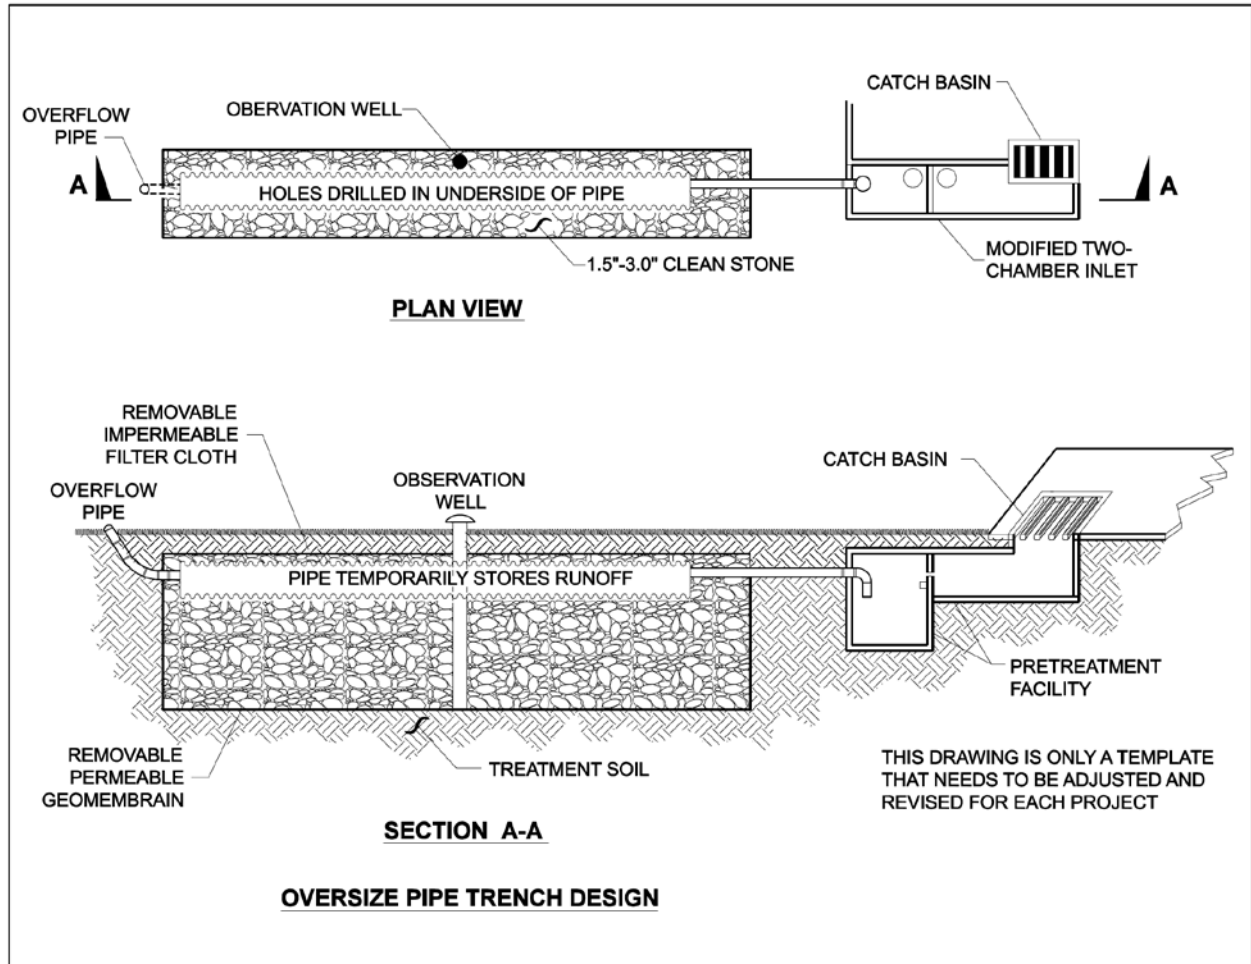 CATCH BASIN
OVERFLOW
PIPE
OBERVATION WELL
A
A
HOLES DRILLED IN UNDERSIDE OF PIPE
MODIFIED TWO-
CHAMBER INLET
1.5"-3.0" CLEAN STONE
PLAN VIEW
REMOVABLE
IMPERMEABLE
FILTER CLOTH
OVERFLOW
PIPE
OBSERVATION
WELL
CATCH BASIN
PIPE TEMPORARILY STORES RUNOFF
PRETREATMENT
FACILITY
REMOVABLE
PERMEABLE
GEOMEMBRAIN
TREATMENT SOIL
THIS DRAWING IS ONLY A TEMPLATE
THAT NEEDS TO BE ADJUSTED AND
REVISED FOR EACH PROJECT
SECTION A-A
OVERSIZE PIPE TRENCH DESIGN